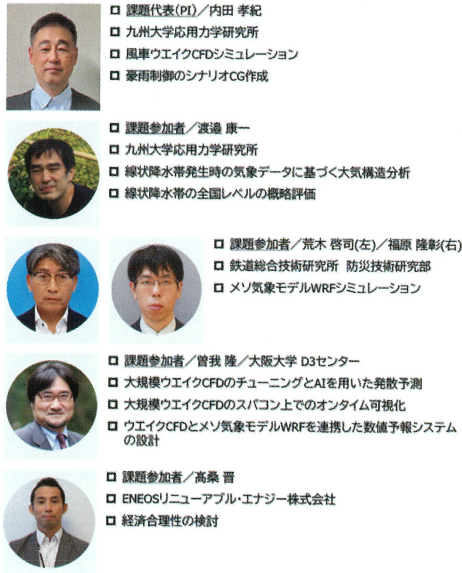 課題代表(PI)／内田 孝紀
九州大学応用力学研究所
風車ウエイクCFDシミュレーション
豪雨制御のシナリオCG作成
課題参加者／渡邉 康一
九州大学応用力学研究所
線状降水帯発生時の気象データに基づく大気構造分析
線状降水帯の全国レベルの概略評価
課題参加者／荒木 啓司(左)／福原 隆彰(右)
鉄道総合技術研究所 防災技術研究部
メソ気象モデルWRFシミュレーション
課題参加者／曽我 隆／大阪大学 D3センター
大規模ウエイクCFDのチューニングとAIを用いた発散予測
大規模ウエイクCFDのスパコン上でのオンタイム可視化
ウエイクCFDとメソ気象モデルWRFを連携した数値予報システム
の設計
課題参加者／髙桑 晋
ENEOSリニューアブル・エナジー株式会社
経済合理性の検討